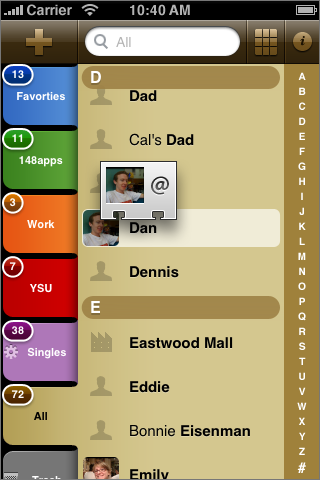 Carrier 10:40 AM
All
i
13
Favorties
11
148apps
3
Work
7
YSU
38
Singles
72
All
Trash
D
Dad
Cal's Dad
@
Dan
Dennis
E
Eastwood Mall
Eddie
Bonnie Eisenman
Emily
A
B
C
D
E
F
G
H
I
J
K
L
M
N
O
P
Q
R
S
T
U
V
W
X
Y
Z
#